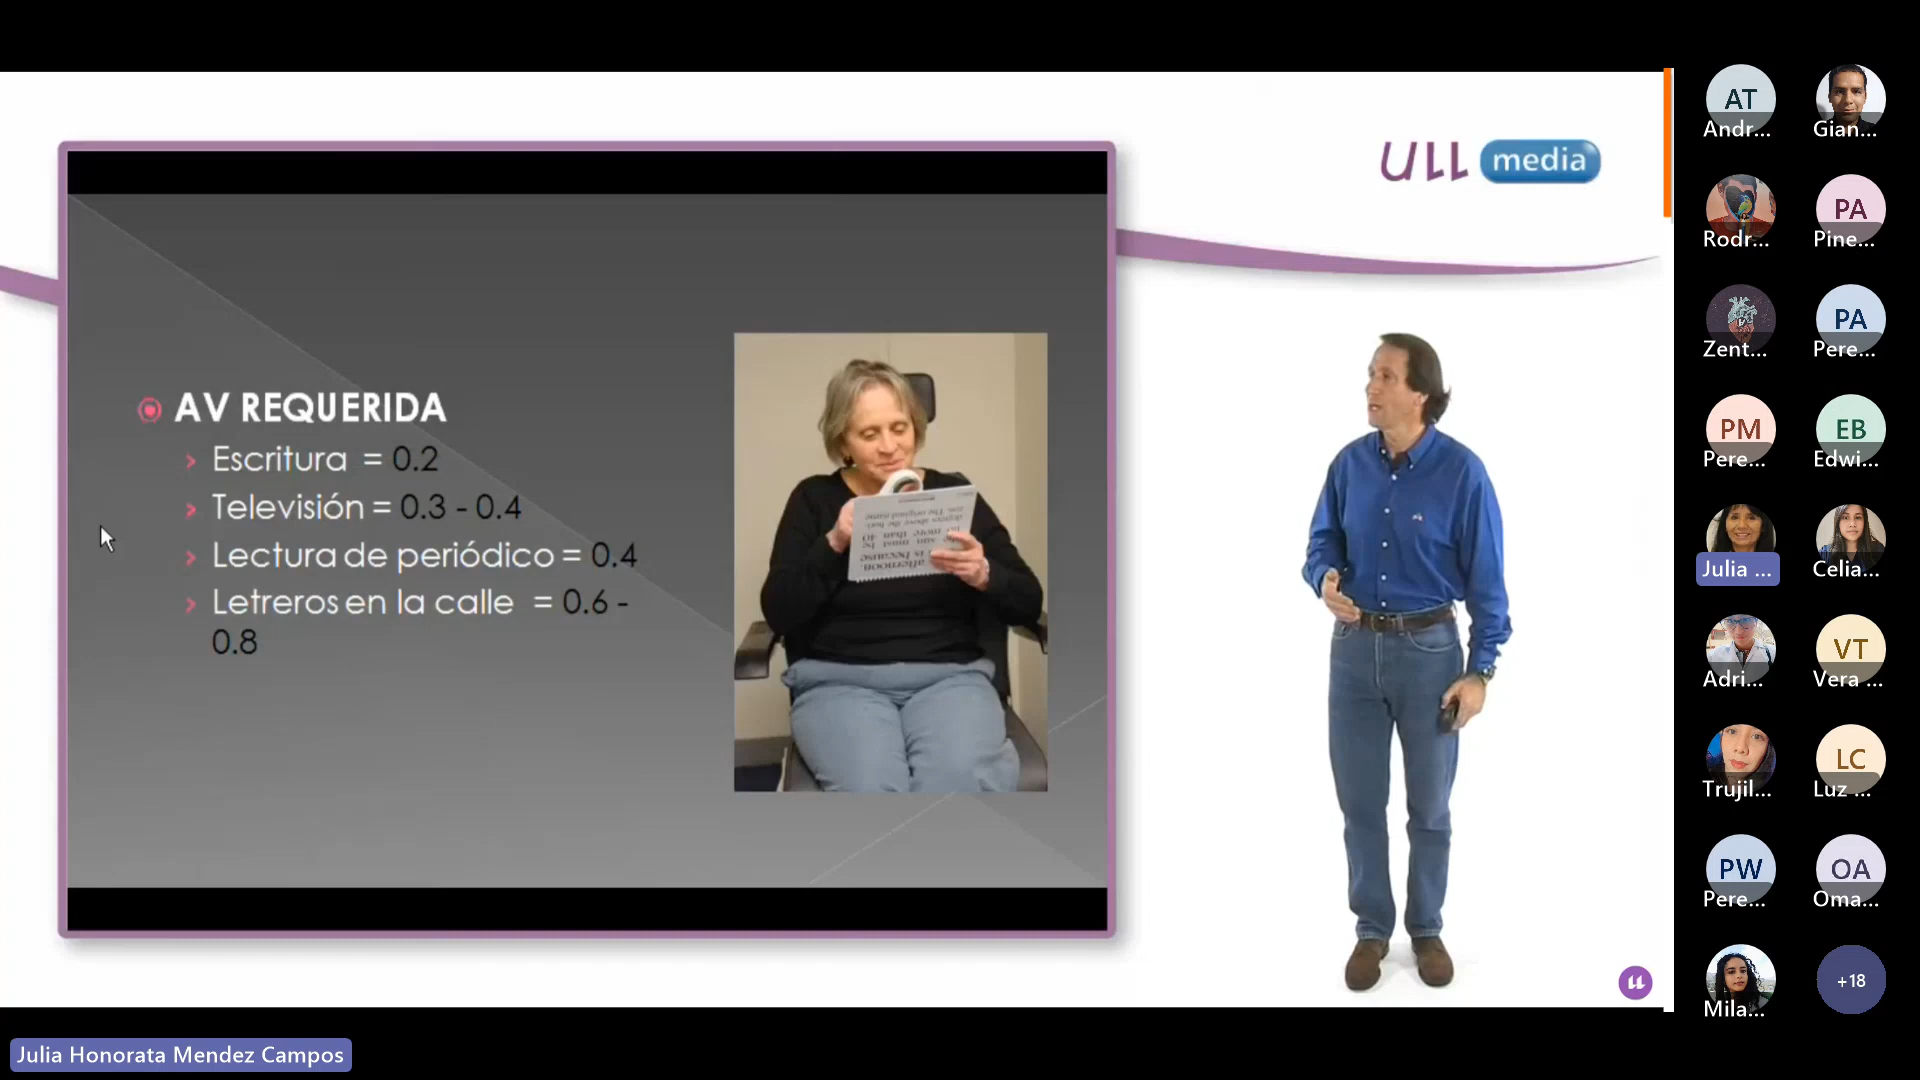 ULL media
AV REQUERIDA
Escritura = 0.2
Televisión = 0.3 - 0.4
Lectura de periódico = 0.4
Letreros en la calle = 0.6 -
0.8
AT
Andr...
Gian...
Rodr...
PA
Pine...
Zent...
PA
Pere...
PM
Pere...
EB
Edwi...
Julia ...
Celia...
Adri...
VT
Vera ...
Trujil...
LC
Luz ...
PW
Pere...
OA
Oma...
Mila...
+18
Julia Honorata Mendez Campos